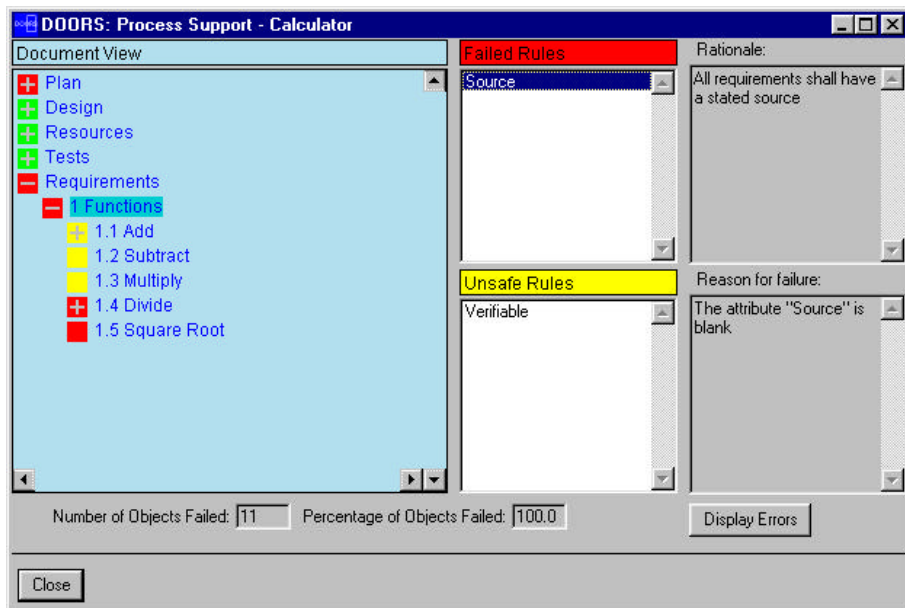 DOORS: Process Support - Calculator
Document View
Plan
Design
Resources
Tests
Requirements
1 Functions
1.1 Add
1.2 Subtract
1.3 Multiply
1.4 Divide
1.5 Square Root
Failed Rules
Source
Rationale:
All requirements shall have
a stated source
Unsafe Rules
Verifiable
Reason for failure:
The attribute "Source" is
blank
Number of Objects Failed: 11 Percentage of Objects Failed: 100.0
Display Errors
Close